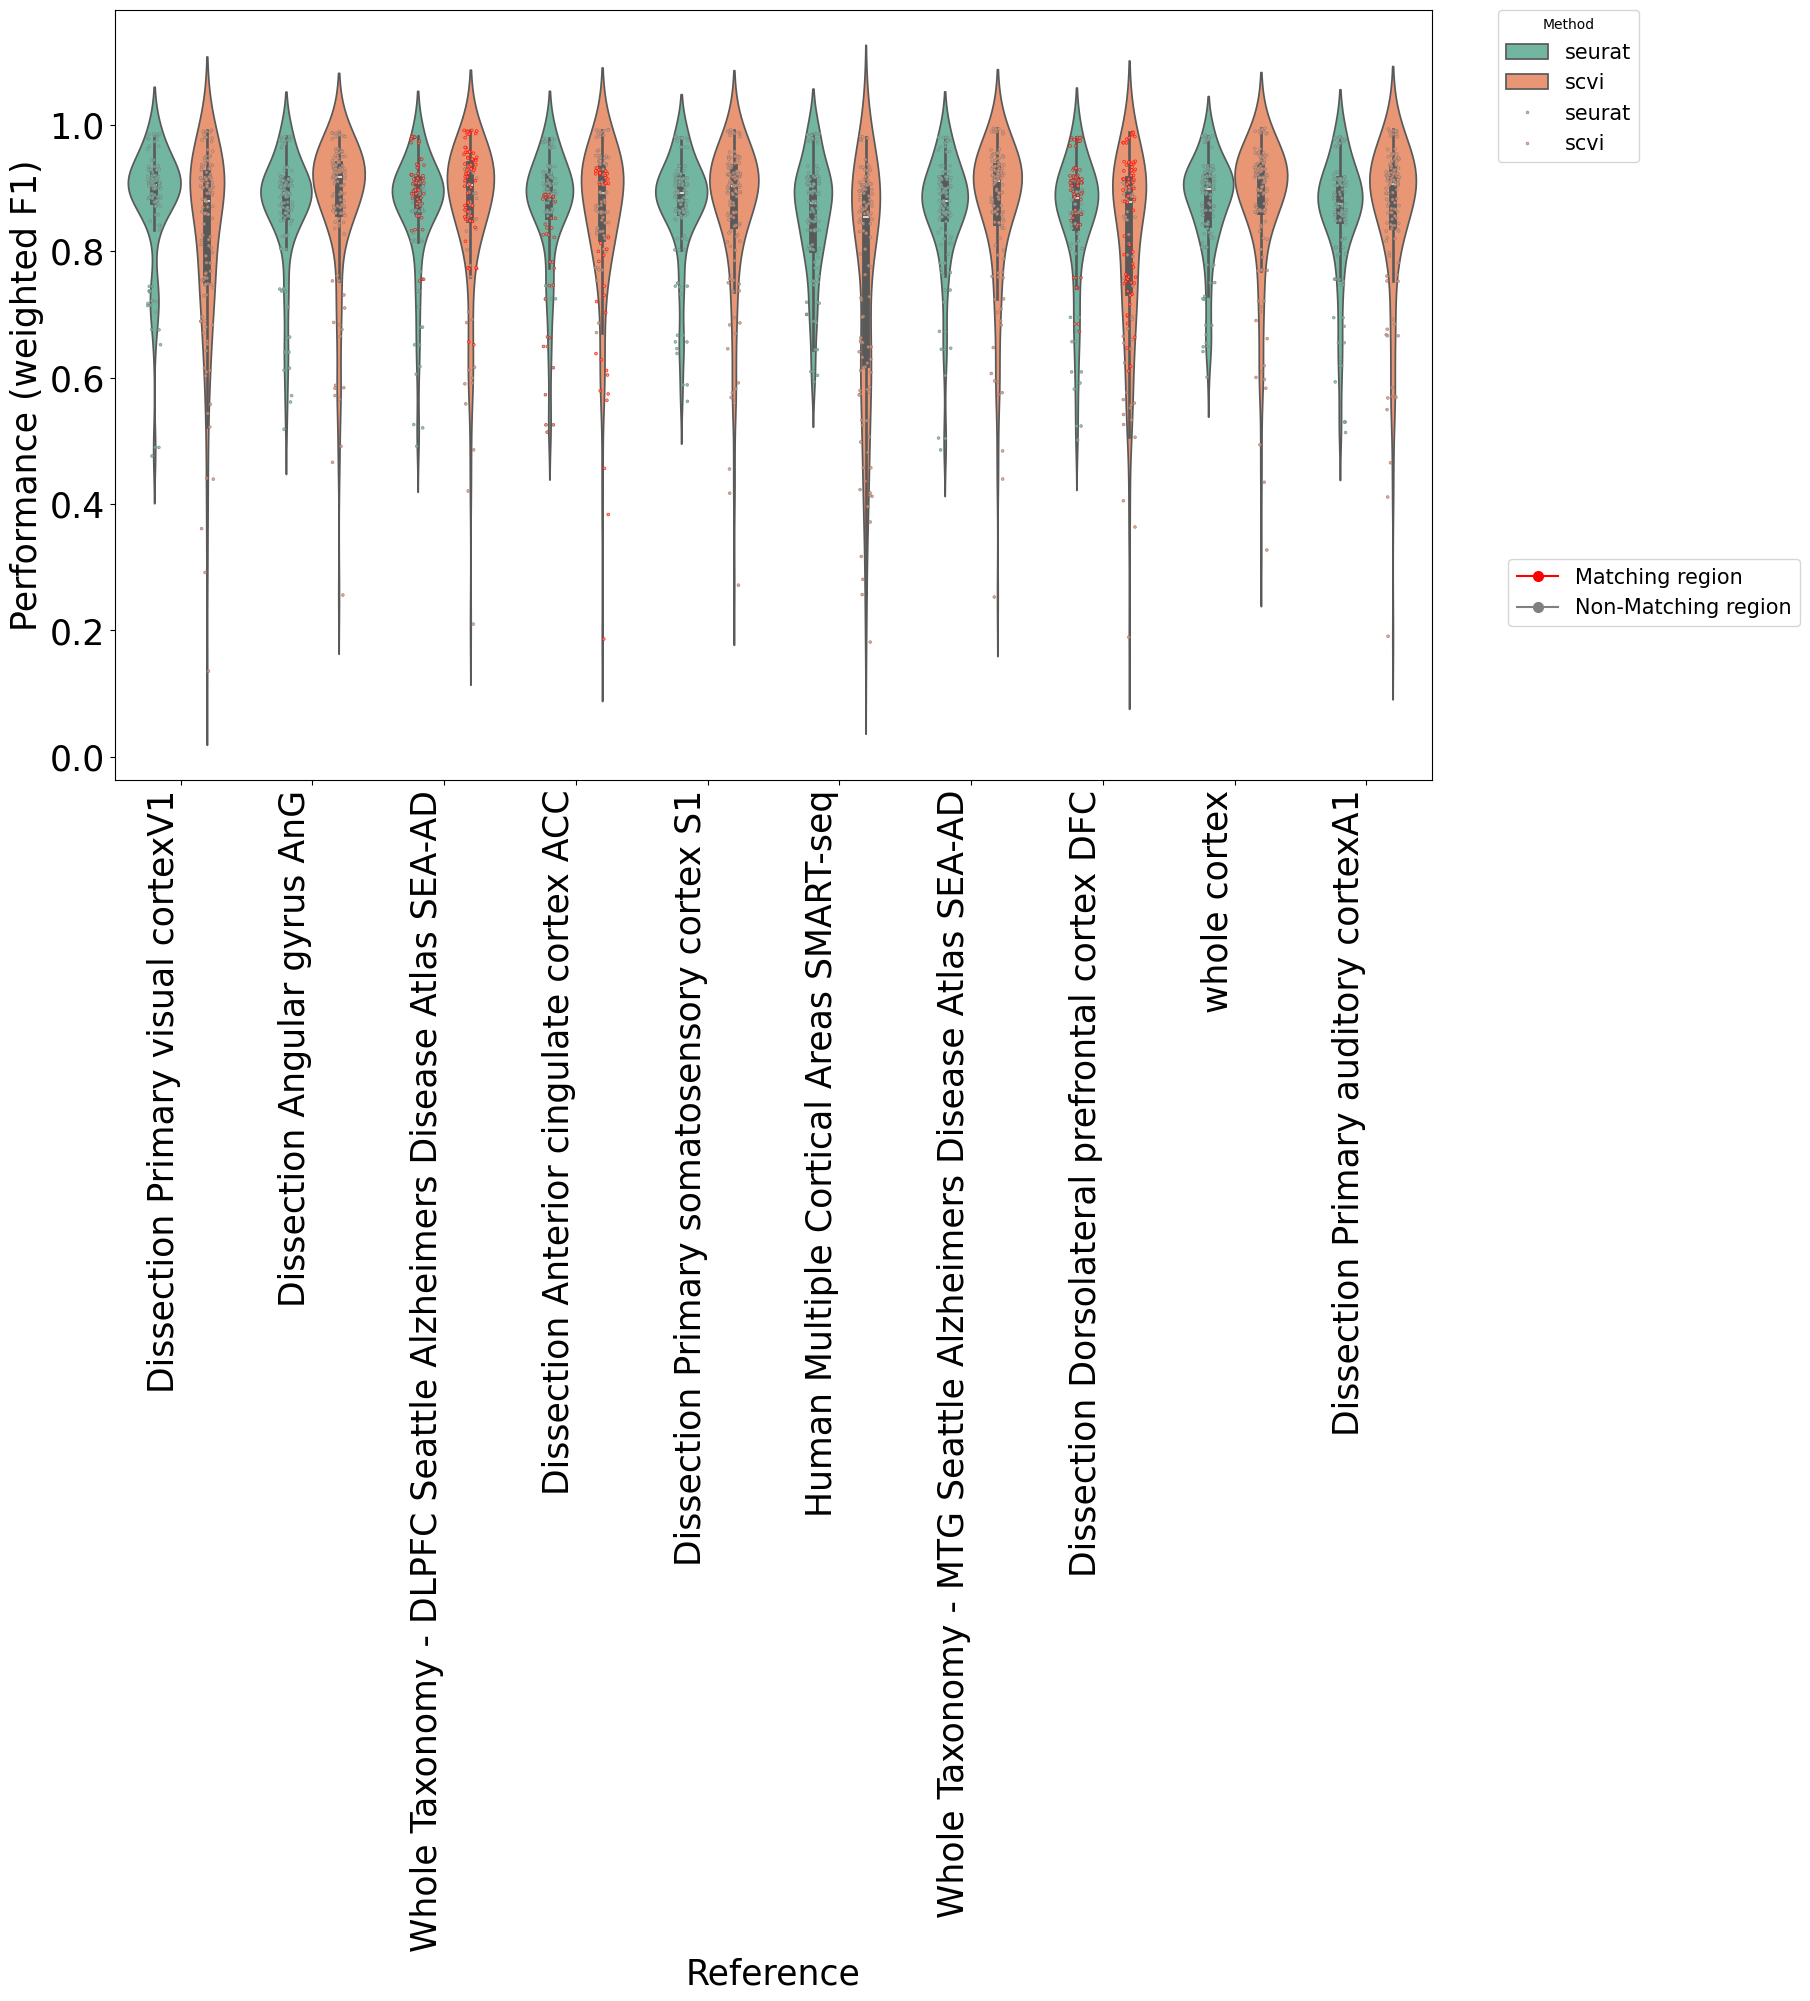 Performance (weighted F1)
1.0
0.8
0.6
0.4
0.2
0.0
Dissection Primary visual cortexV1
Dissection Angular gyrus AnG
Whole Taxonomy - DLPFC Seattle Alzheimers Disease Atlas SEA-AD
Dissection Anterior cingulate cortex ACC
Dissection Primary somatosensory cortex S1
Human Multiple Cortical Areas SMART-seq
Whole Taxonomy - MTG Seattle Alzheimers Disease Atlas SEA-AD
Dissection Dorsolateral prefrontal cortex DFC
whole cortex
Dissection Primary auditory cortexA1
Reference
Method
seurat
scvi
seurat
scvi
Matching region
Non-Matching region